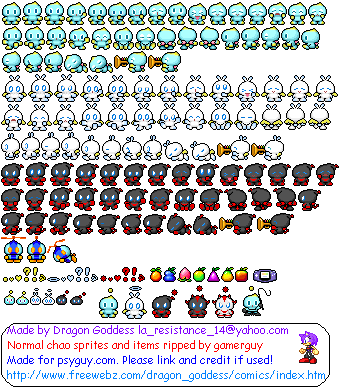 Made by Dragon Goddess la_resistance_14@yahoo.com
Normal chao sprites and items ripped by gamerguy
Made for psyguy.com. Please link and credit if used!
http://www.freewebz.com/dragon_goddess/comics/index.htm